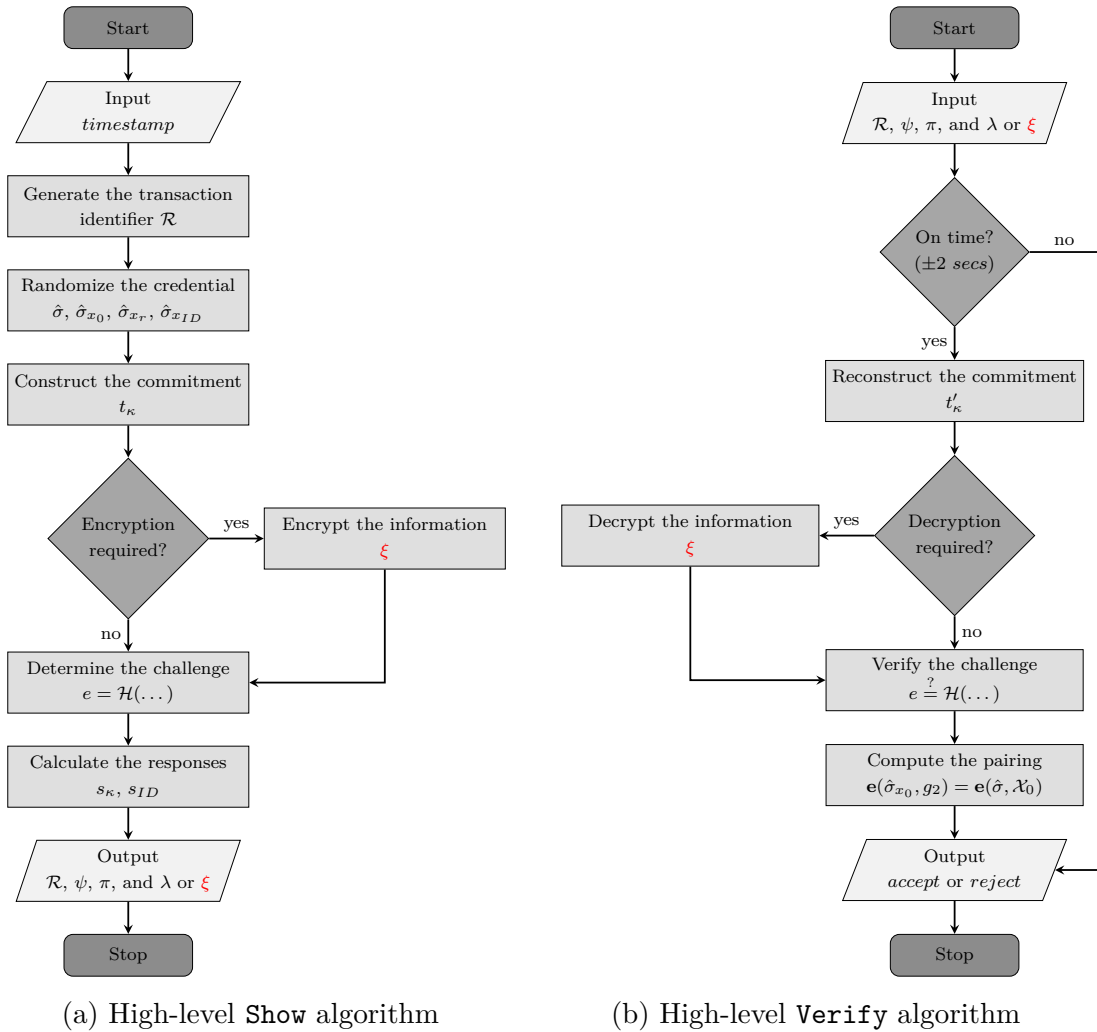 Start
Input
timestamp
Generate the transaction
identifier ℛ
Randomize the credential
σ̂, σ̂_{x_0}, σ̂_{x_r}, σ̂_{x_{ID}}
Construct the commitment
t_κ
Encryption
required?
yes
Encrypt the information
ξ
no
Determine the challenge
e = ℋ(...)
Calculate the responses
s_κ, s_{ID}
Output
ℛ, ψ, π, and λ or ξ
Stop
(a) High-level Show algorithm
Start
Input
ℛ, ψ, π, and λ or ξ
On time?
(±2 secs)
no
yes
Reconstruct the commitment
t′_κ
Decryption
required?
yes
Decrypt the information
ξ
no
Verify the challenge
e ≟ ℋ(...)
Compute the pairing
𝐞(σ̂_{x_0}, g_2) = 𝐞(σ̂, 𝒳_0)
Output
accept or reject
Stop
(b) High-level Verify algorithm